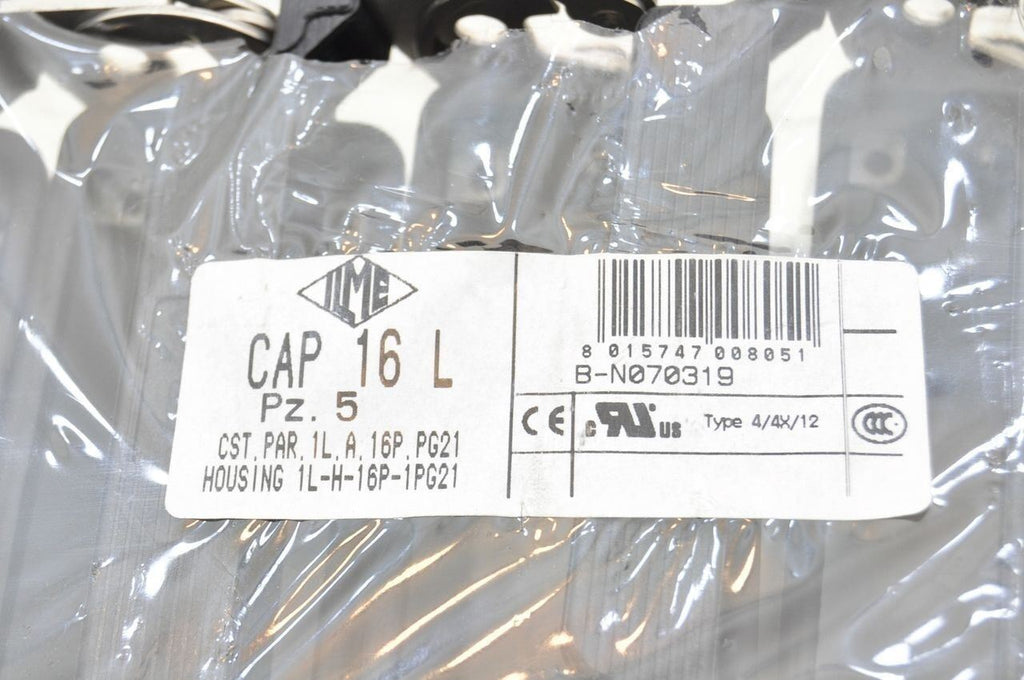 ILME
CAP 16 L
Pz. 5
CST.PAR.1L.A.16P.PG21
HOUSING 1L-H-16P-1PG21
8 015747 008051
B-N070319
CE
c RU us Type 4/4X/12
CCC